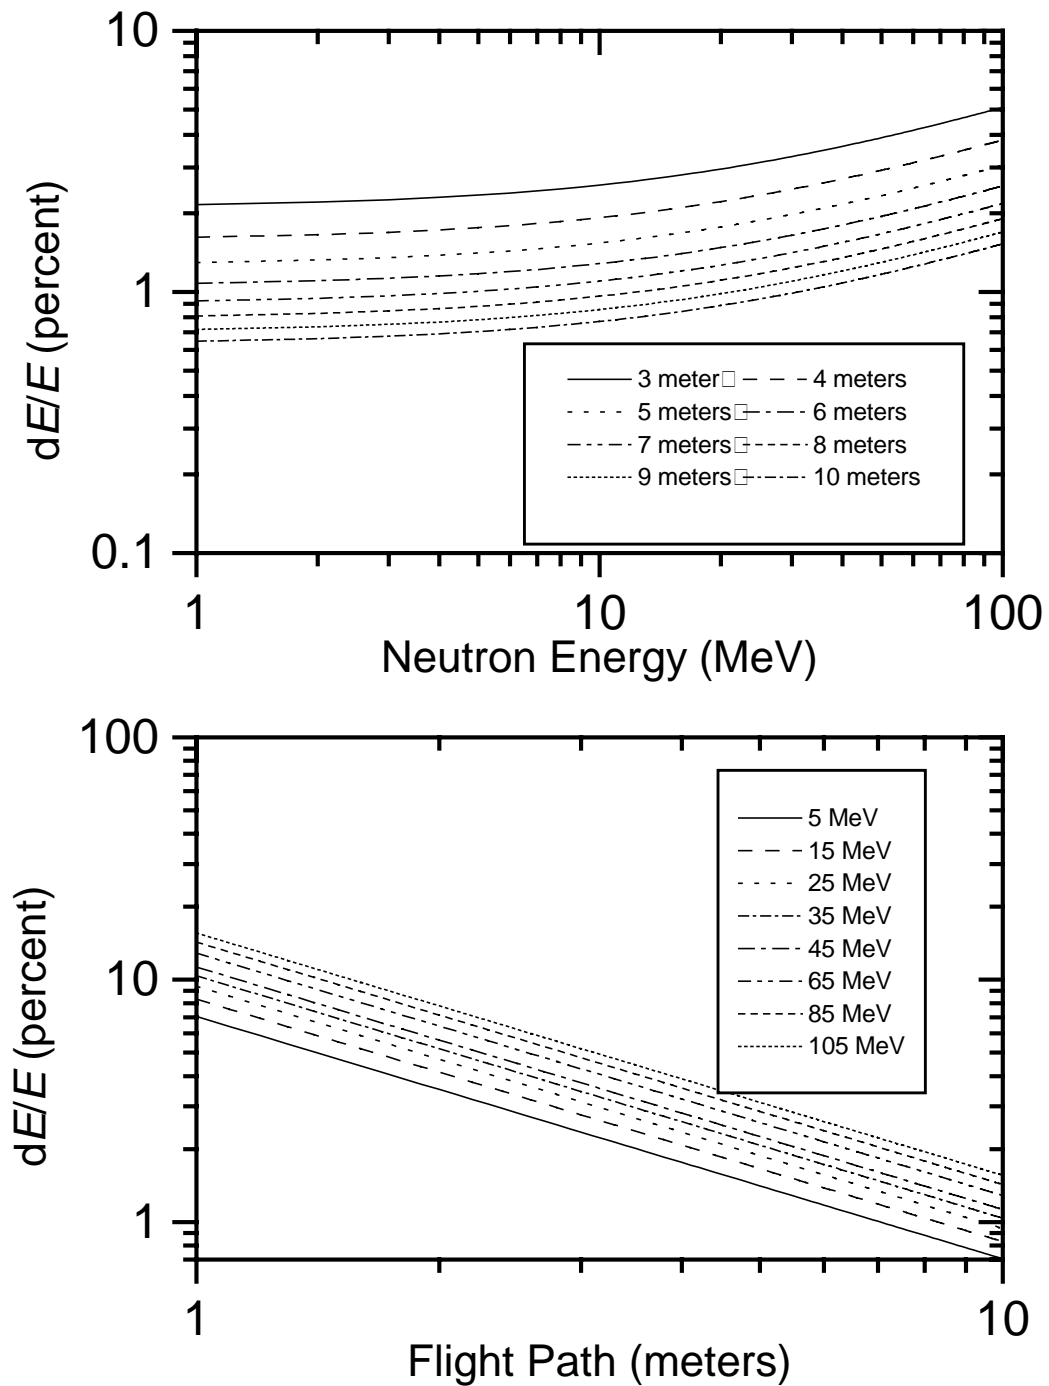 10
1
0.1
dE/E (percent)
3 meter□ 4 meters
5 meters□ 6 meters
7 meters□ 8 meters
9 meters□ 10 meters
1 10 100
Neutron Energy (MeV)
100
10
1
dE/E (percent)
5 MeV
15 MeV
25 MeV
35 MeV
45 MeV
65 MeV
85 MeV
105 MeV
1 10
Flight Path (meters)